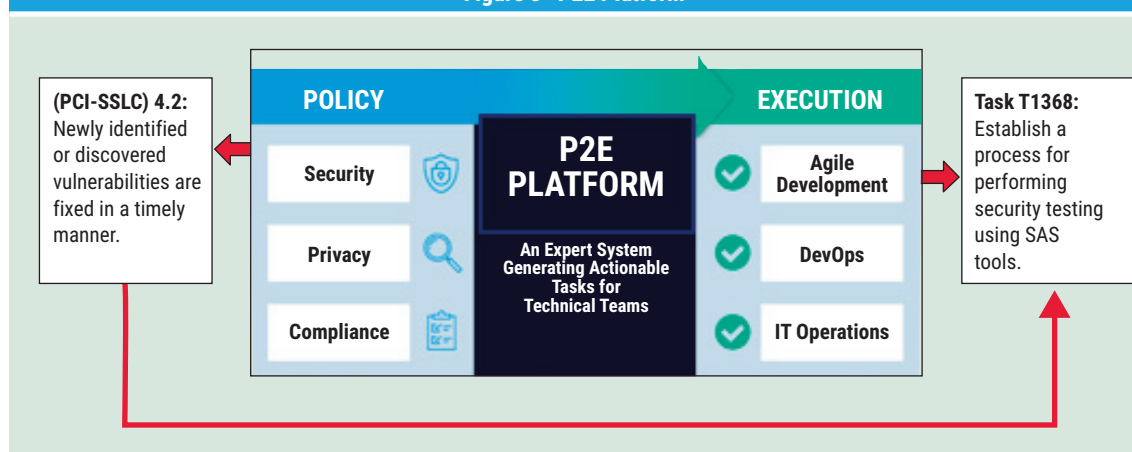 (PCI-SSLC) 4.2:
Newly identified
or discovered
vulnerabilities are
fixed in a timely
manner.
POLICY
Security
Privacy
Compliance
P2E
PLATFORM
An Expert System
Generating Actionable
Tasks for
Technical Teams
EXECUTION
Agile
Development
DevOps
IT Operations
Task T1368:
Establish a
process for
performing
security testing
using SAS
tools.